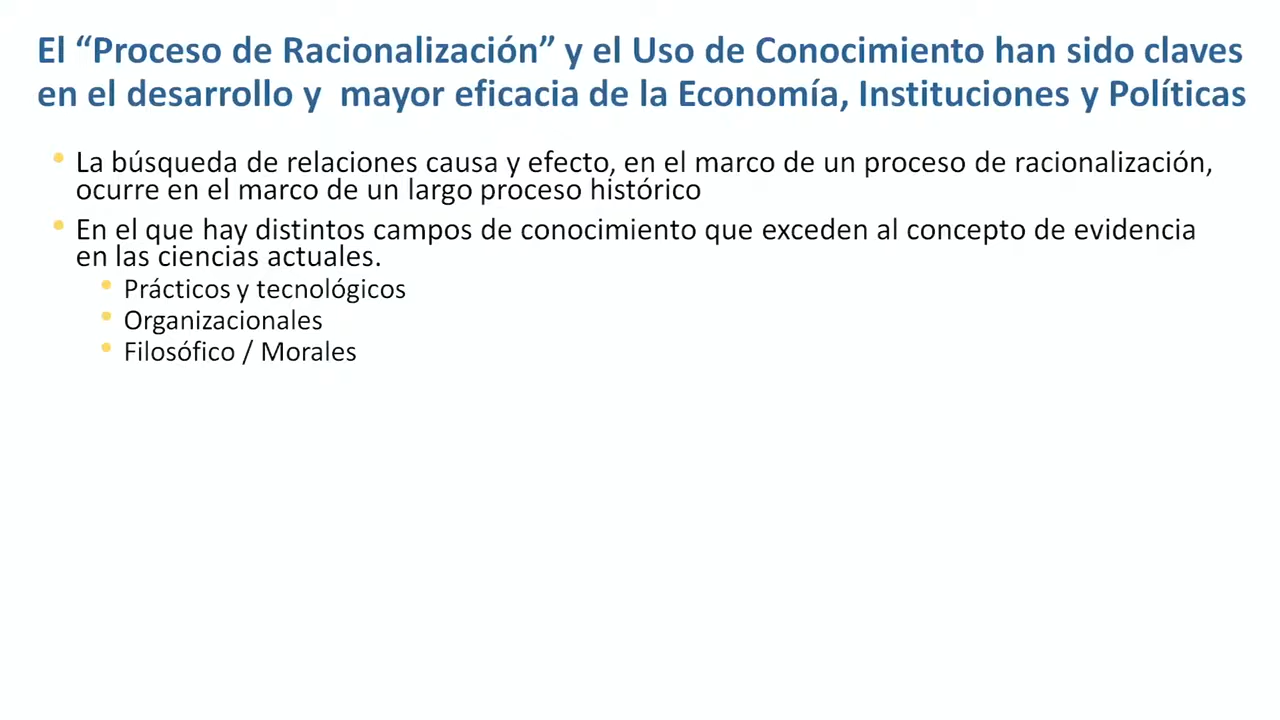 El “Proceso de Racionalización” y el Uso de Conocimiento han sido claves
en el desarrollo y  mayor eficacia de la Economía, Instituciones y Políticas
• La búsqueda de relaciones causa y efecto, en el marco de un proceso de racionalización,
ocurre en el marco de un largo proceso histórico
• En el que hay distintos campos de conocimiento que exceden al concepto de evidencia
en las ciencias actuales.
• Prácticos y tecnológicos
• Organizacionales
• Filosófico / Morales